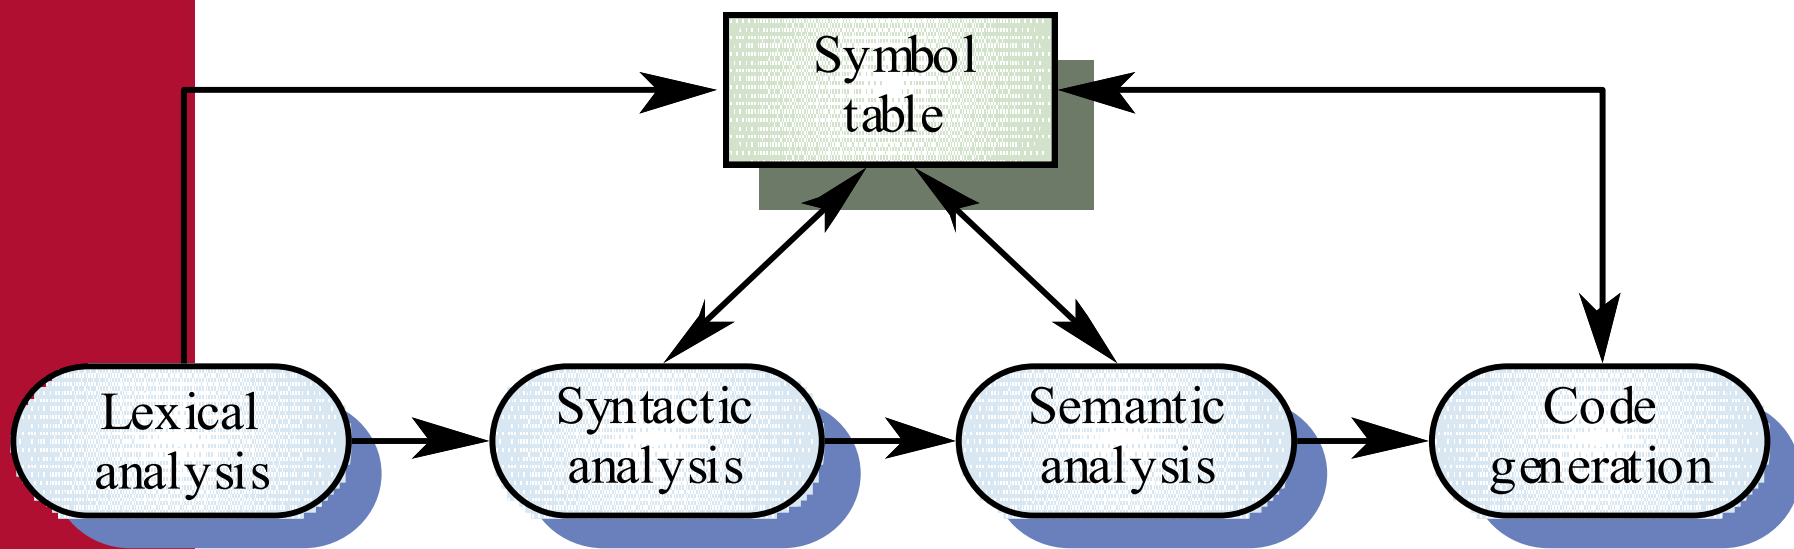 Symbol
table
Lexical
analysis
Syntactic
analysis
Semantic
analysis
Code
generation